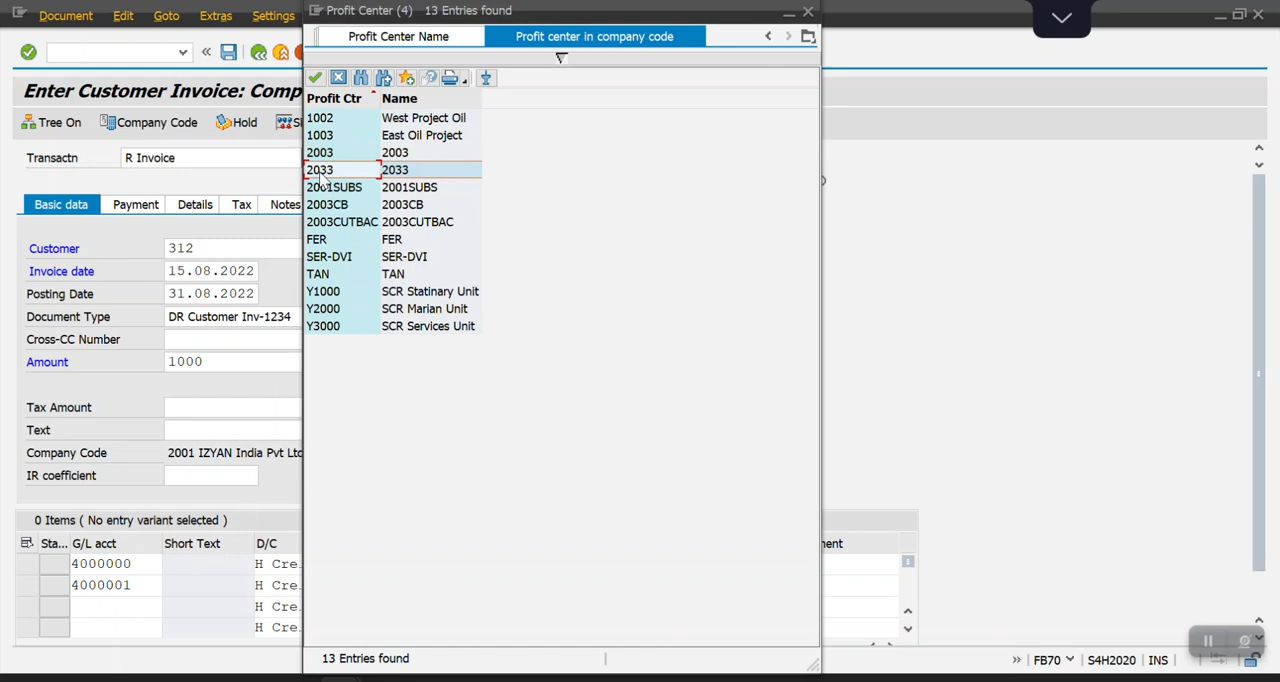 Document Edit Goto Extras Settings
Profit Center (4) 13 Entries found
Profit Center Name Profit center in company code
Enter Customer Invoice: Comp
Tree On Company Code Hold
Transactn R Invoice
Basic data Payment Details Tax Notes
Customer 312
Invoice date 15.08.2022
Posting Date 31.08.2022
Document Type DR Customer Inv-1234
Cross-CC Number
Amount 1000
Tax Amount
Text
Company Code 2001 IZYAN India Pvt Ltd
IR coefficient
Profit Ctr Name
1002 West Project Oil
1003 East Oil Project
2003 2003
2033 2033
2001SUBS 2001SUBS
2003CB 2003CB
2003CUTBAC 2003CUTBAC
FER FER
SER-DVI SER-DVI
TAN TAN
Y1000 SCR Statinary Unit
Y2000 SCR Marian Unit
Y3000 SCR Services Unit
0 Items ( No entry variant selected )
Sta... G/L acct Short Text D/C ment
4000000 H Cre.
4000001 H Cre.
H Cre.
H Cre.
13 Entries found
FB70 S4H2020 INS